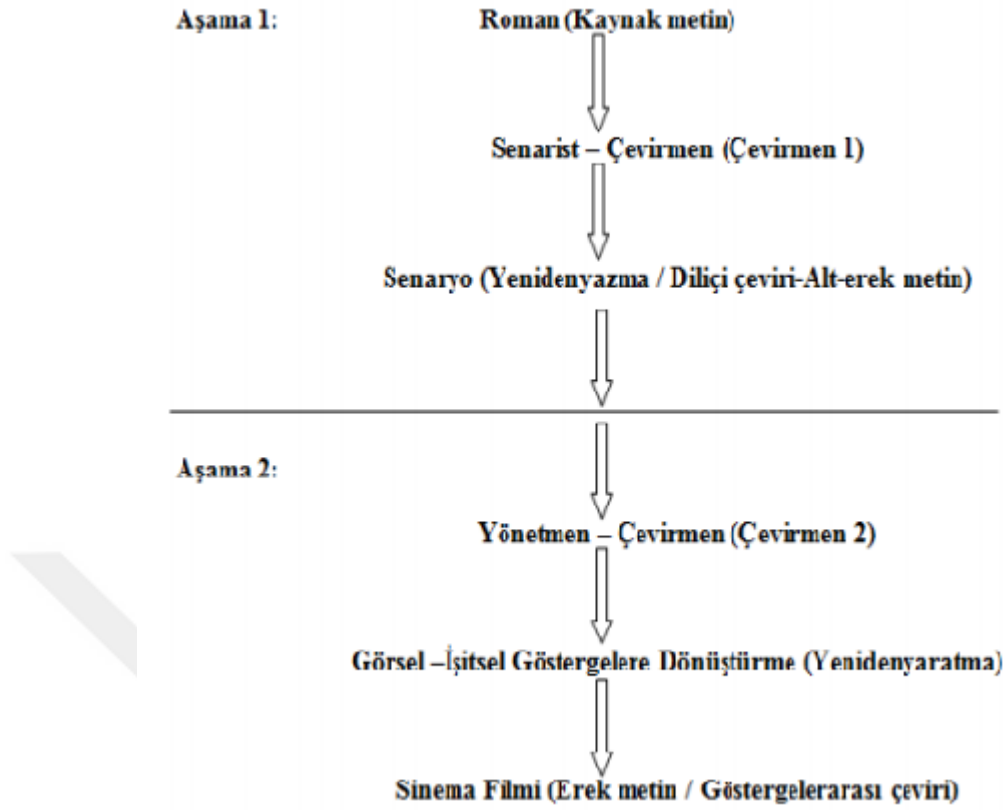 Aşama 1:
Roman (Kaynak metin)
Senarist – Çevirmen (Çevirmen 1)
Senaryo (Yenidenyazma / Diliçi çeviri-Alt-erek metin)
Aşama 2:
Yönetmen – Çevirmen (Çevirmen 2)
Görsel –İşitsel Göstergelere Dönüştürme (Yenidenyaratma)
Sinema Filmi (Erek metin / Göstergelerarası çeviri)